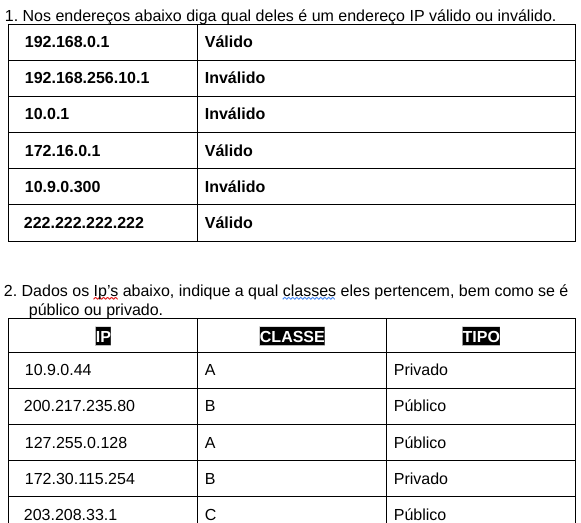 1. Nos endereços abaixo diga qual deles é um endereço IP válido ou inválido.
192.168.0.1 Válido
192.168.256.10.1 Inválido
10.0.1 Inválido
172.16.0.1 Válido
10.9.0.300 Inválido
222.222.222.222 Válido
2. Dados os Ip's abaixo, indique a qual classes eles pertencem, bem como se é
público ou privado.
IP CLASSE TIPO
10.9.0.44 A Privado
200.217.235.80 B Público
127.255.0.128 A Público
172.30.115.254 B Privado
203.208.33.1 C Público